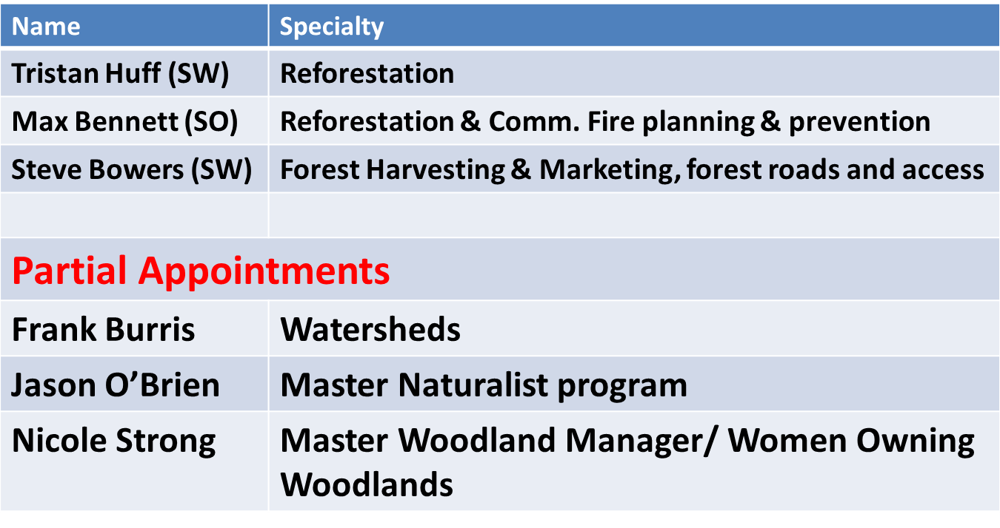 Name Specialty
Tristan Huff (SW) Reforestation
Max Bennett (SO) Reforestation & Comm. Fire planning & prevention
Steve Bowers (SW) Forest Harvesting & Marketing, forest roads and access
Partial Appointments
Frank Burris Watersheds
Jason O’Brien Master Naturalist program
Nicole Strong Master Woodland Manager/ Women Owning
Woodlands